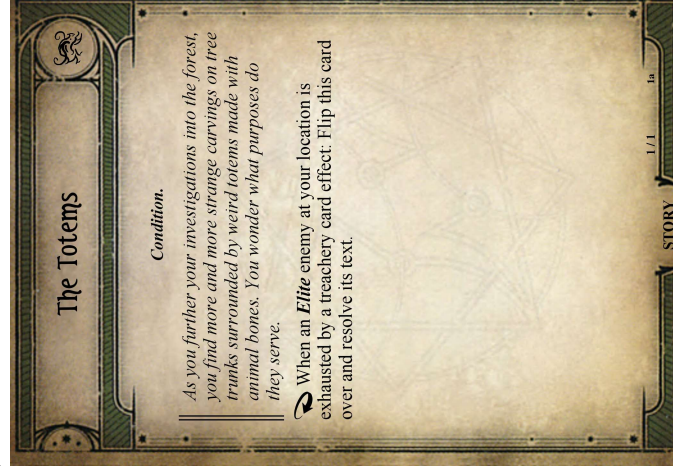 The Totems
Condition.
As you further your investigations into the forest,
you find more and more strange carvings on tree
trunks surrounded by weird totems made with
animal bones. You wonder what purposes do
they serve.
When an Elite enemy at your location is
exhausted by a treachery card effect: Flip this card
over and resolve its text.
STORY
1 / 1
1a